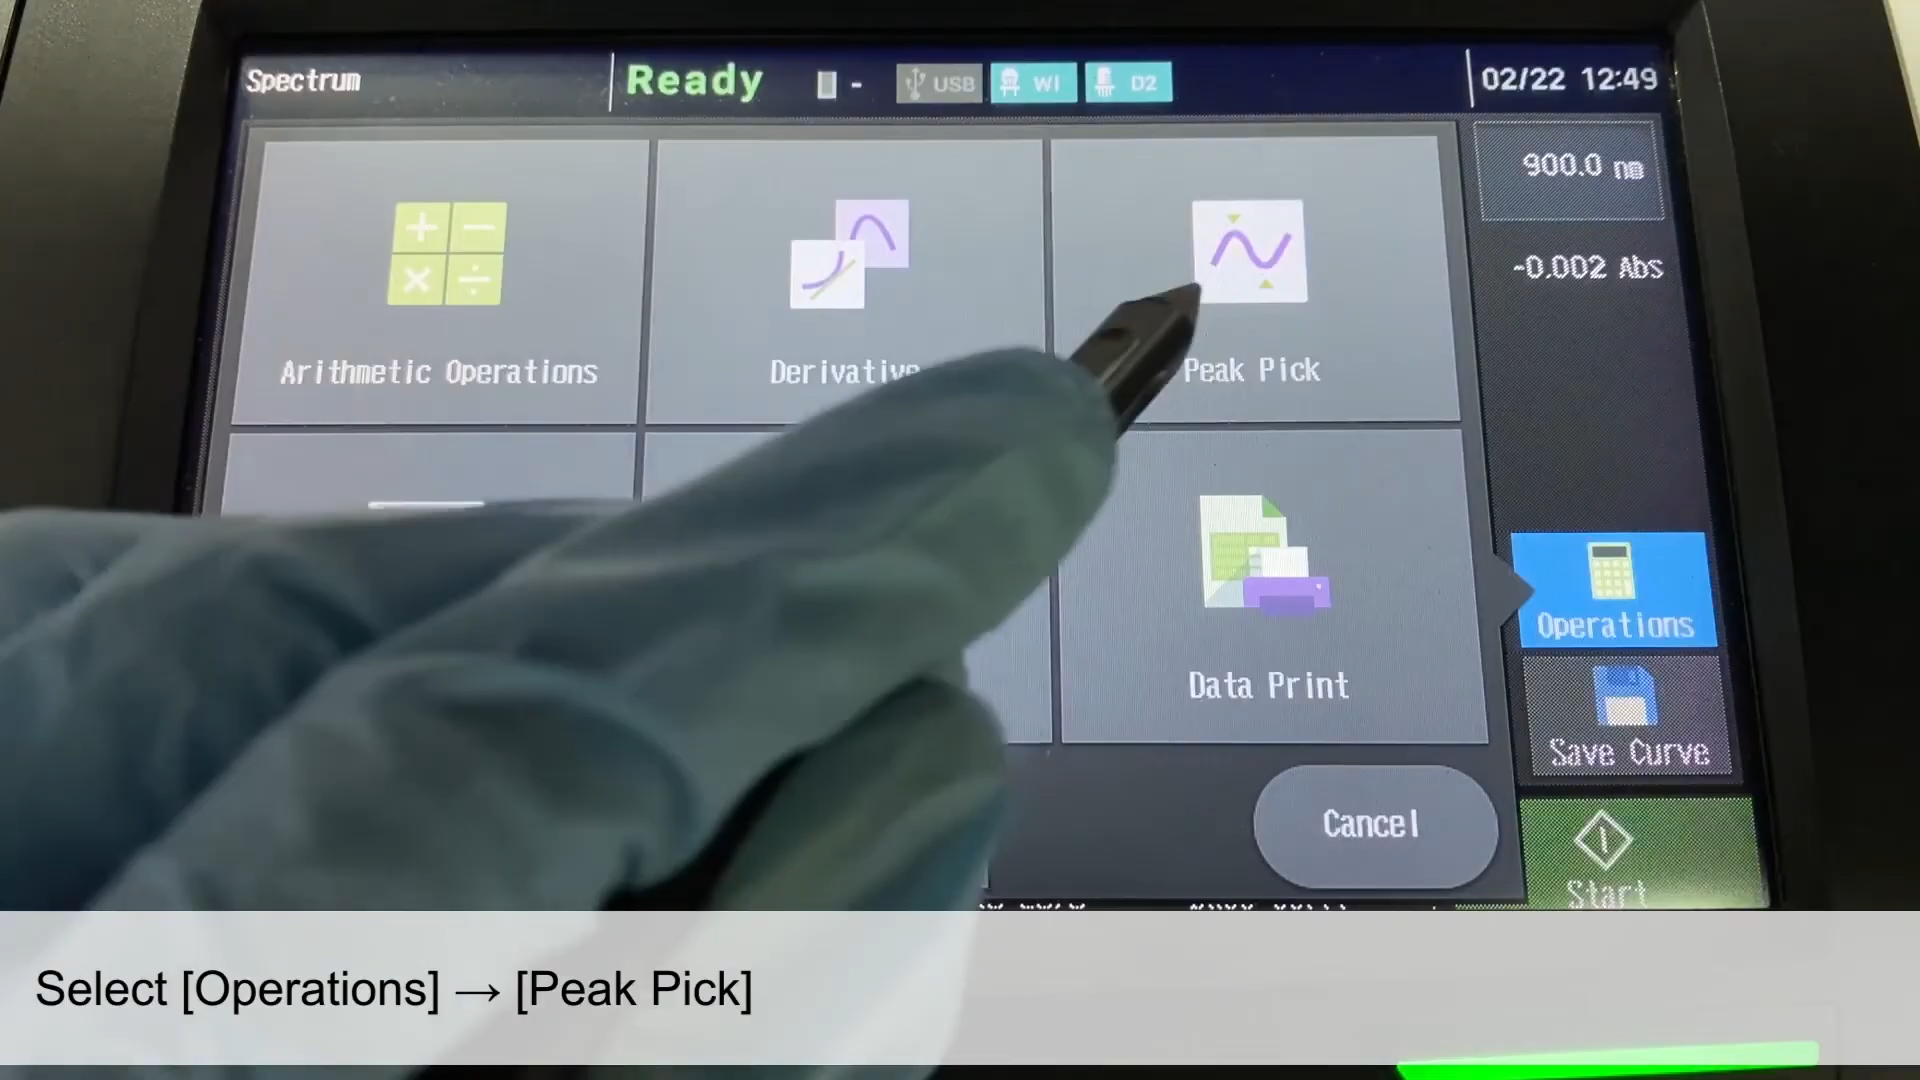 Spectrum
Ready
-
USB
WI
D2
02/22 12:49
900.0 nm
-0.002 Abs
Arithmetic Operations
Derivative
Peak Pick
Operations
Data Print
Save Curve
Cancel
Start
Select [Operations] → [Peak Pick]